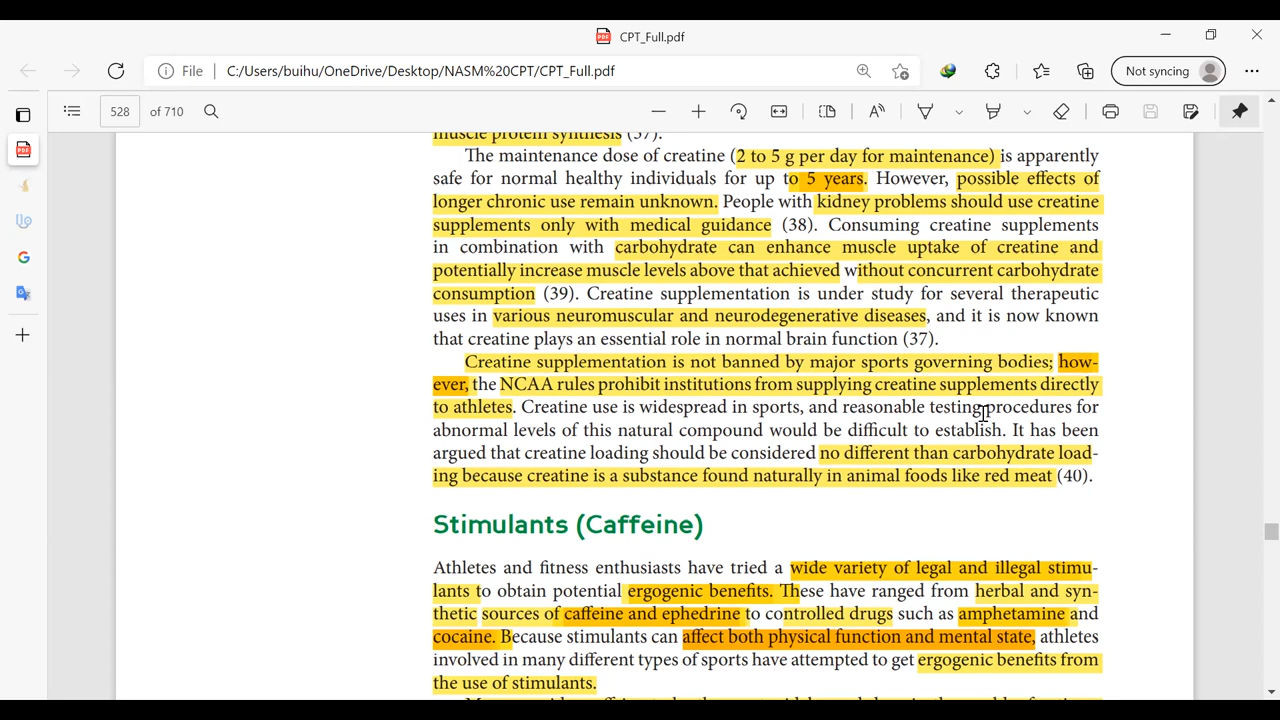 CPT_Full.pdf
File
C:/Users/buihu/OneDrive/Desktop/NASM%20CPT/CPT_Full.pdf
Not syncing
528 of 710
muscle protein synthesis (37).
The maintenance dose of creatine (2 to 5 g per day for maintenance) is apparently
safe for normal healthy individuals for up to 5 years. However, possible effects of
longer chronic use remain unknown. People with kidney problems should use creatine
supplements only with medical guidance (38). Consuming creatine supplements
in combination with carbohydrate can enhance muscle uptake of creatine and
potentially increase muscle levels above that achieved without concurrent carbohydrate
consumption (39). Creatine supplementation is under study for several therapeutic
uses in various neuromuscular and neurodegenerative diseases, and it is now known
that creatine plays an essential role in normal brain function (37).
Creatine supplementation is not banned by major sports governing bodies; how-
ever, the NCAA rules prohibit institutions from supplying creatine supplements directly
to athletes. Creatine use is widespread in sports, and reasonable testing procedures for
abnormal levels of this natural compound would be difficult to establish. It has been
argued that creatine loading should be considered no different than carbohydrate load-
ing because creatine is a substance found naturally in animal foods like red meat (40).
Stimulants (Caffeine)
Athletes and fitness enthusiasts have tried a wide variety of legal and illegal stimu-
lants to obtain potential ergogenic benefits. These have ranged from herbal and syn-
thetic sources of caffeine and ephedrine to controlled drugs such as amphetamine and
cocaine. Because stimulants can affect both physical function and mental state, athletes
involved in many different types of sports have attempted to get ergogenic benefits from
the use of stimulants.